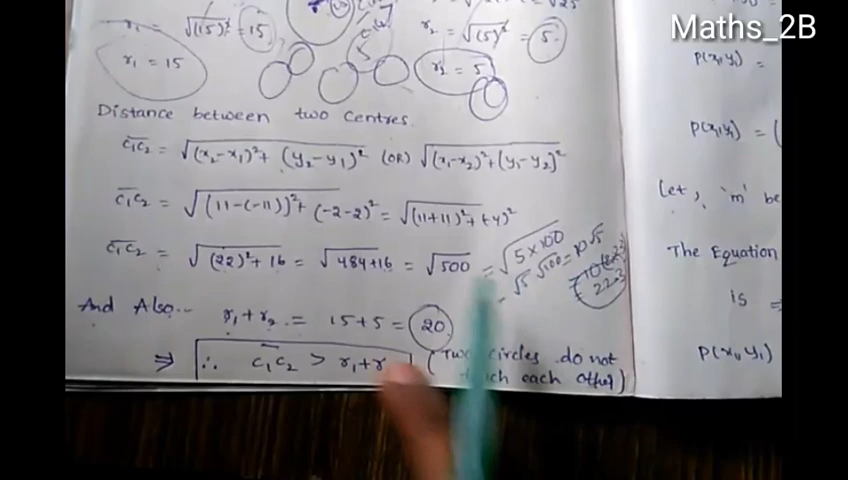 Maths_2B
= √(15)² = 15
r₂ = √(5)² = 5.
r₁ = 15
r₂ = 5
Distance between two Centres.
C₁C₂ = √(x₂-x₁)²+(y₂-y₁)² (OR) √(x₁-x₂)²+(y₁-y₂)²
C₁C₂ = √(11-(-11))²+(-2-2)² = √(11+11)²+(-4)²
C₁C₂ = √(22)²+16 = √484+16 = √500 = √5×100
= √5 √100 = 10√5
22.3
And Also..
r₁+r₂ = 15+5 = 20.
⇒ ∴ C₁C₂ > r₁+r (Two circles do not
each other)
P(x₁,y₁) =
P(x₁,y₁) = (
Let, 'm' be
The Equation
is ⇒
P(x₁,y₁)